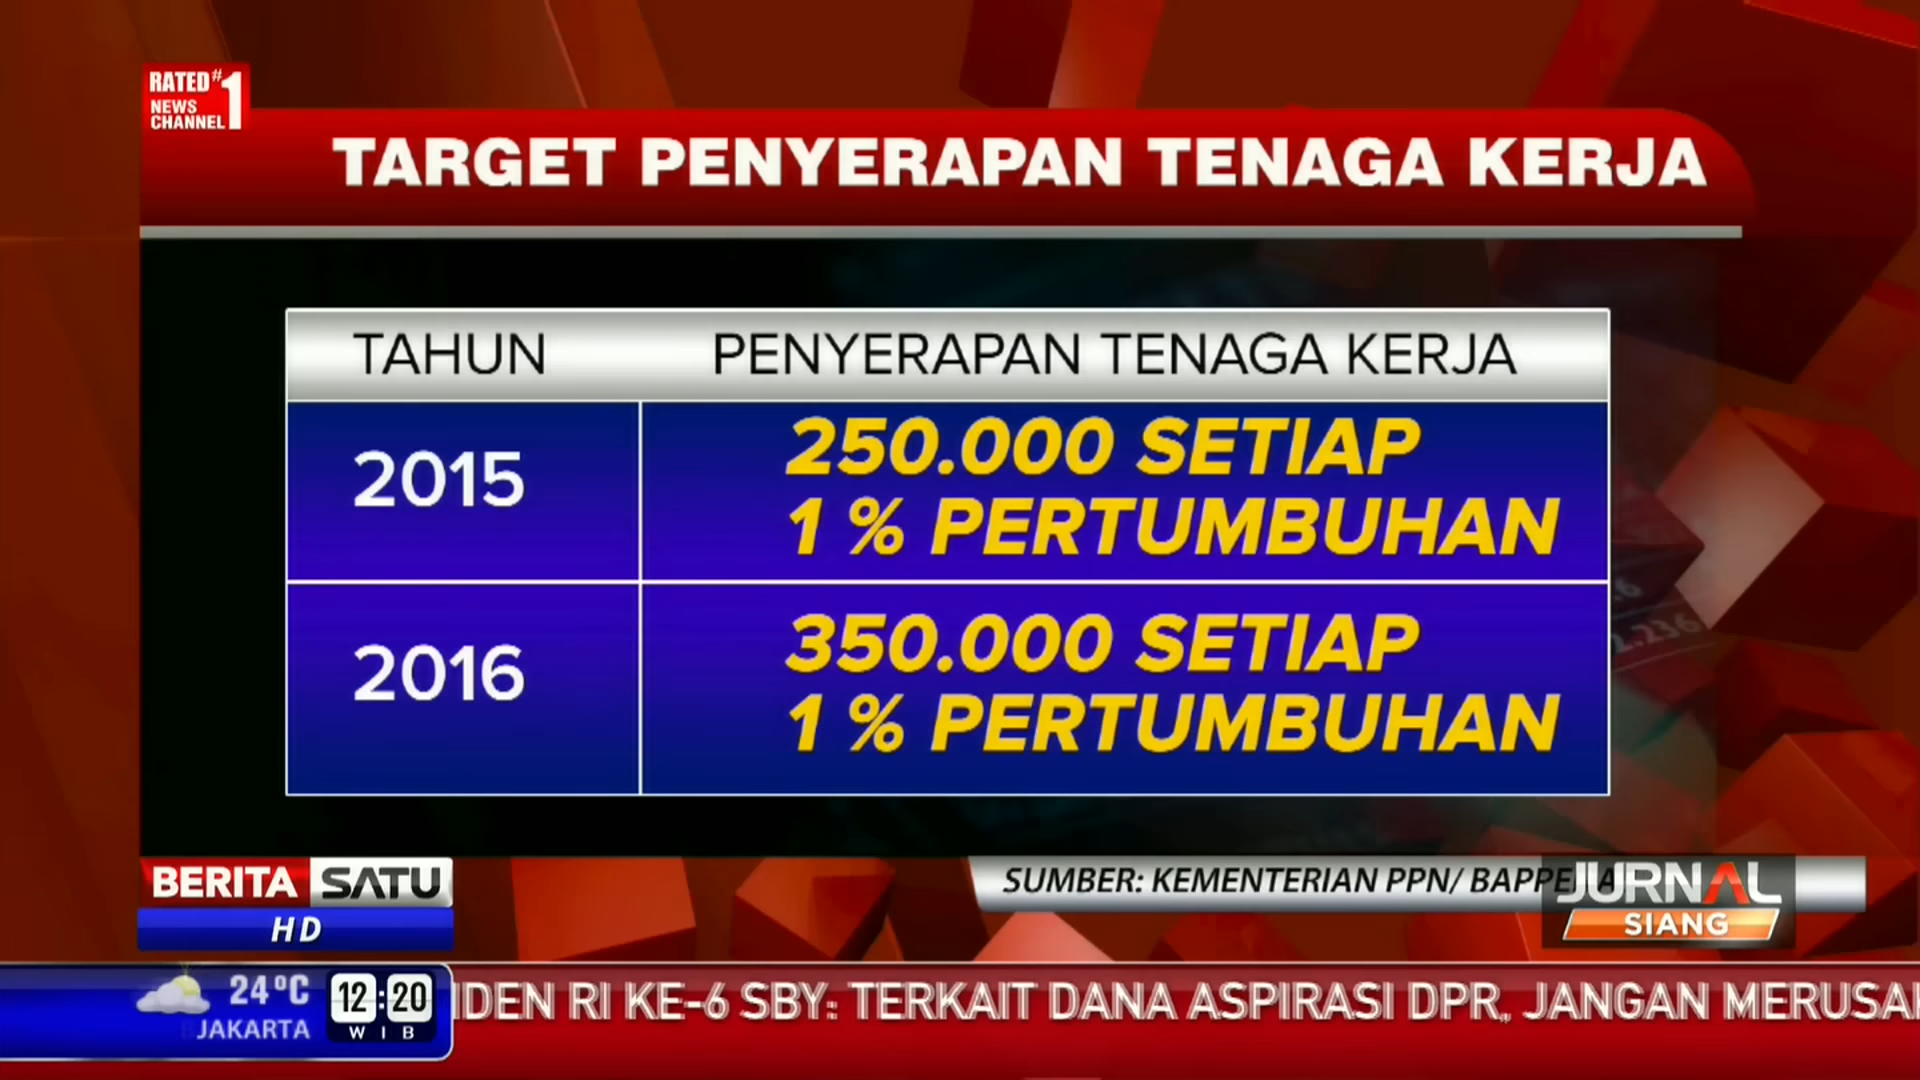 RATED #1
NEWS
CHANNEL
TARGET PENYERAPAN TENAGA KERJA
TAHUN PENYERAPAN TENAGA KERJA
2015 250.000 SETIAP
1 % PERTUMBUHAN
2016 350.000 SETIAP
1 % PERTUMBUHAN
2.236
BERITA SATU
HD
SUMBER: KEMENTERIAN PPN/
JURNAL
SIANG
24°C
JAKARTA
12:20
WIB
IDEN RI KE-6 SBY: TERKAIT DANA ASPIRASI DPR, JANGAN MERUSA